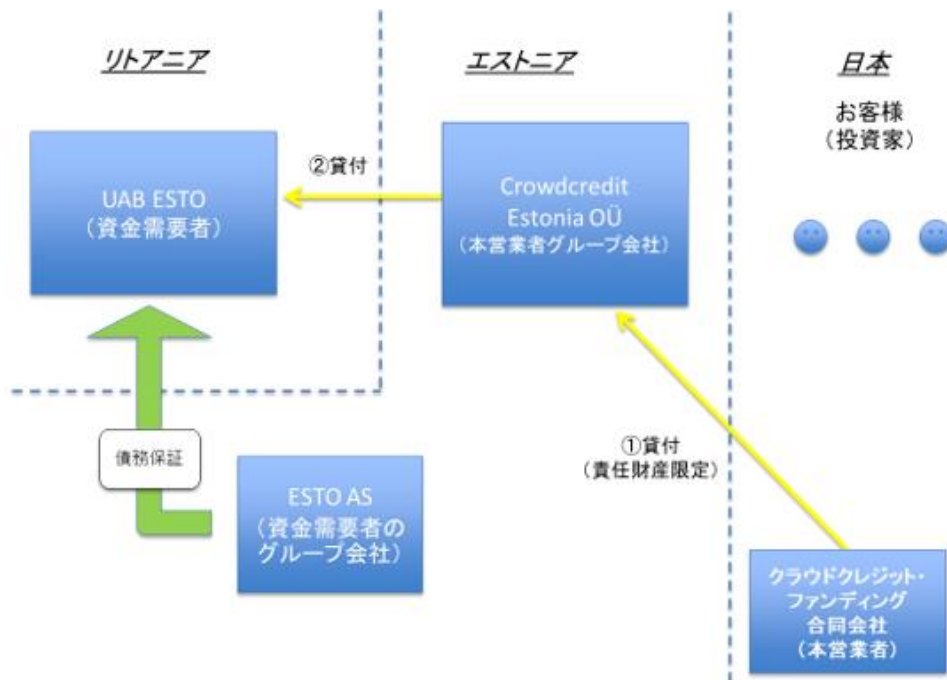 リトアニア
エストニア
日本
お客様
（投資家）
UAB ESTO
（資金需要者）
②貸付
Crowdcredit
Estonia OÜ
（本営業者グループ会社）
債務保証
ESTO AS
（資金需要者の
グループ会社）
①貸付
（責任財産限定）
クラウドクレジット・
ファンディング
合同会社
（本営業者）